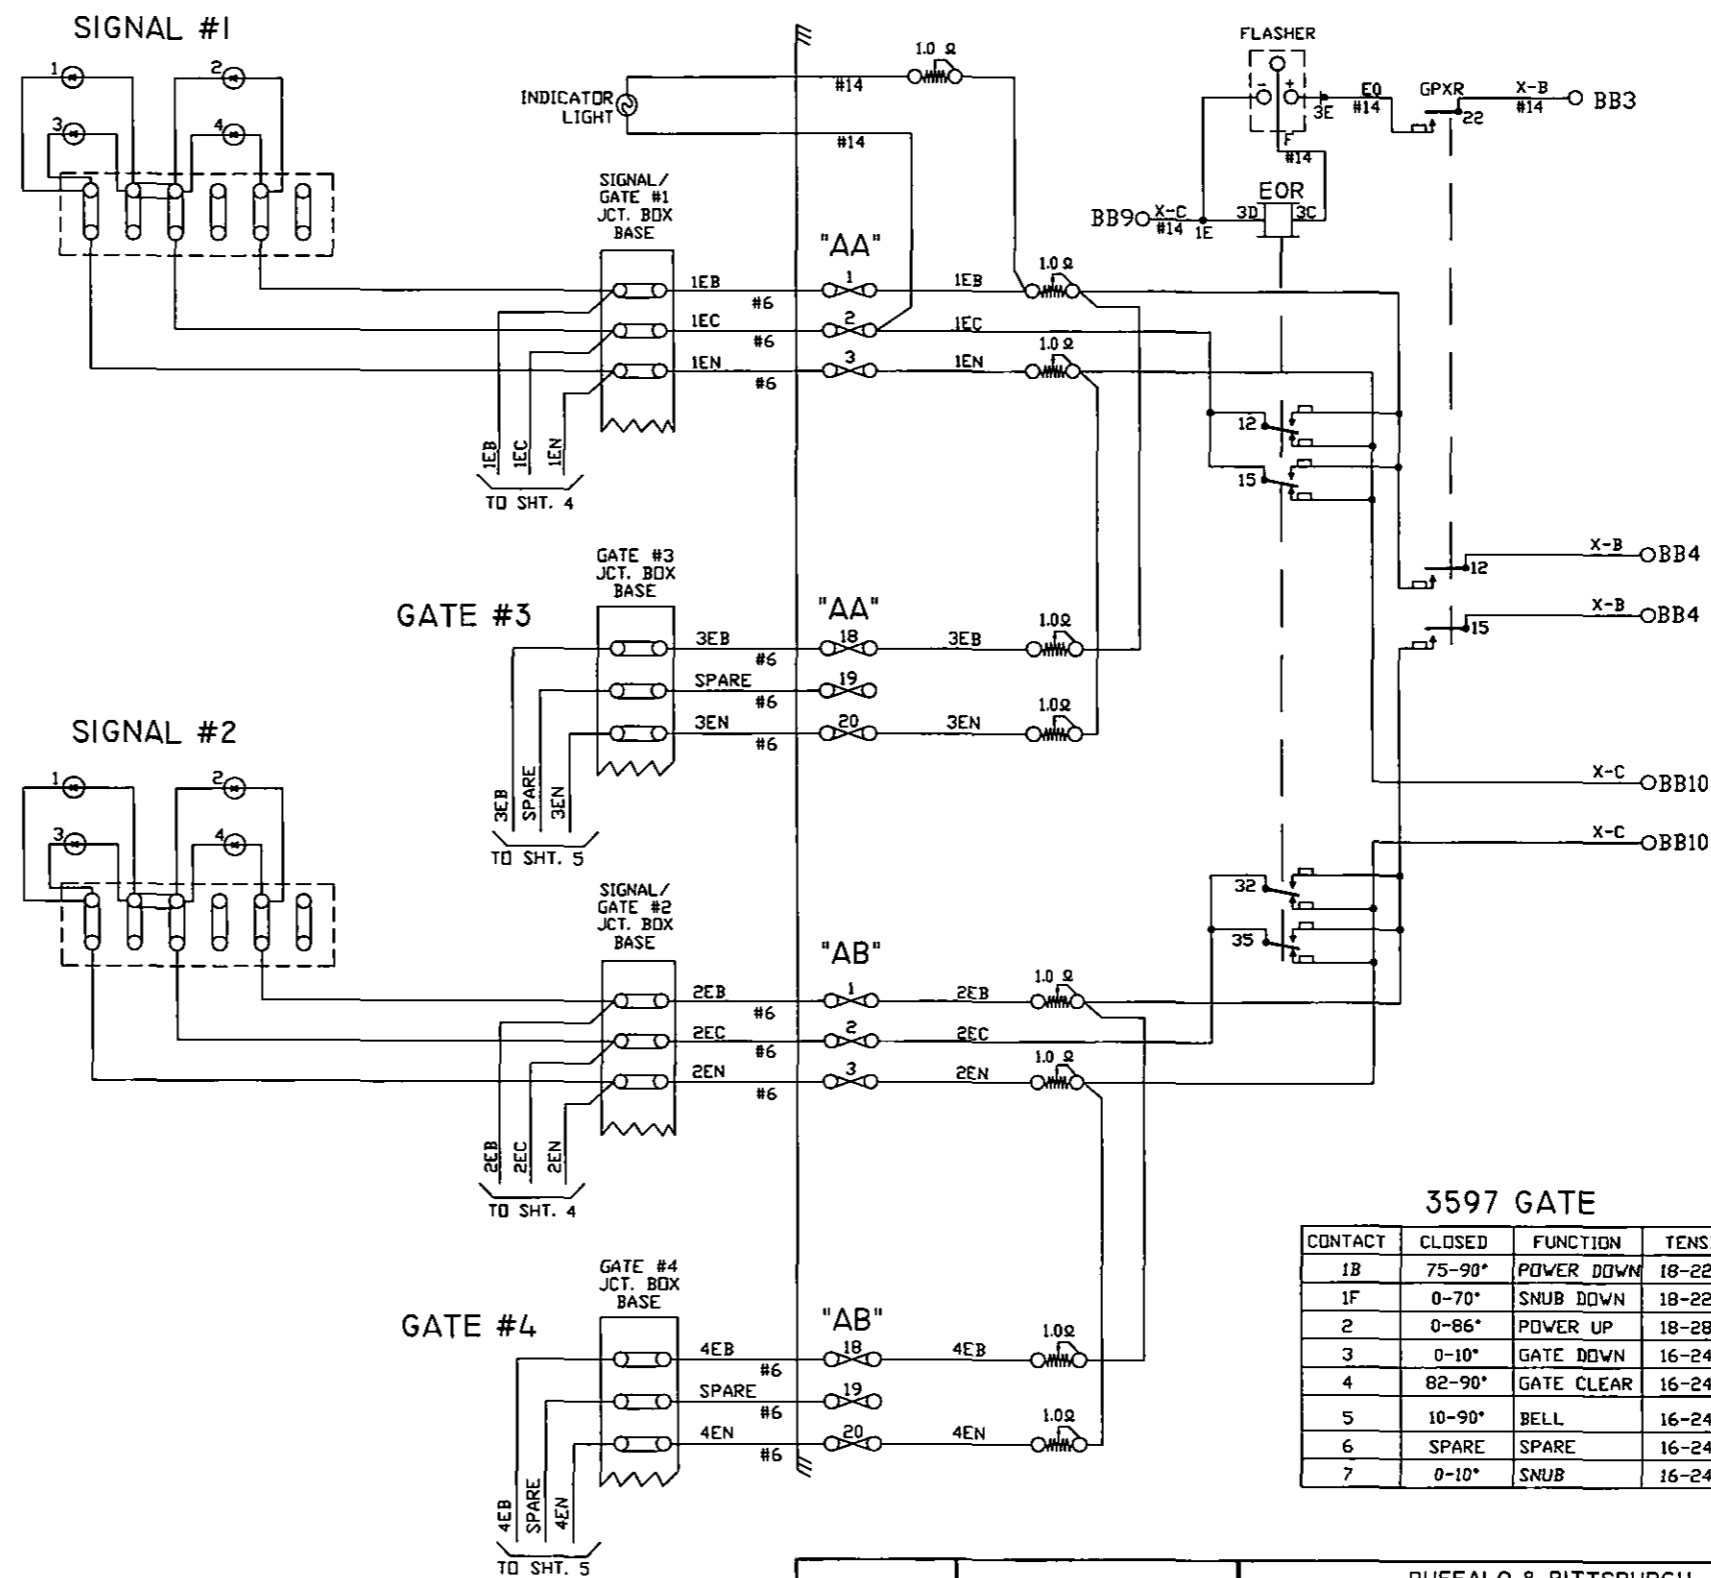 SIGNAL #1
1
2
3
4
INDICATOR
LIGHT
#14
#14
1.0 Ω
FLASHER
-
+
3E
EO
#14
GPXR
22
X-B
#14
BB3
F
#14
EOR
3D
3C
BB9
X-C
#14
1E
SIGNAL/
GATE #1
JCT. BOX
BASE
"AA"
1EB
#6
1
1EB
1.0 Ω
1EC
#6
2
1EC
1EN
#6
3
1EN
1.0 Ω
12
15
1EB
1EC
1EN
TO SHT. 4
X-B
BB4
12
X-B
BB4
15
GATE #3
GATE #3
JCT. BOX
BASE
"AA"
3EB
#6
18
3EB
1.0Ω
SPARE
#6
19
3EN
#6
20
3EN
1.0Ω
3EB
SPARE
3EN
TO SHT. 5
X-C
BB10
X-C
BB10
SIGNAL #2
1
2
3
4
SIGNAL/
GATE #2
JCT. BOX
BASE
"AB"
32
35
2EB
#6
1
2EB
1.0 Ω
2EC
#6
2
2EC
2EN
#6
3
2EN
1.0 Ω
2EB
2EC
2EN
TO SHT. 4
GATE #4
GATE #4
JCT. BOX
BASE
"AB"
4EB
#6
18
4EB
1.0Ω
SPARE
#6
19
4EN
#6
20
4EN
1.0Ω
4EB
SPARE
4EN
TO SHT. 5
3597 GATE
CONTACT CLOSED FUNCTION TENS
1B 75-90° POWER DOWN 18-22
1F 0-70° SNUB DOWN 18-22
2 0-86° POWER UP 18-28
3 0-10° GATE DOWN 16-24
4 82-90° GATE CLEAR 16-24
5 10-90° BELL 16-24
6 SPARE SPARE 16-24
7 0-10° SNUB 16-24
BUFFALO & PITTSBURGH